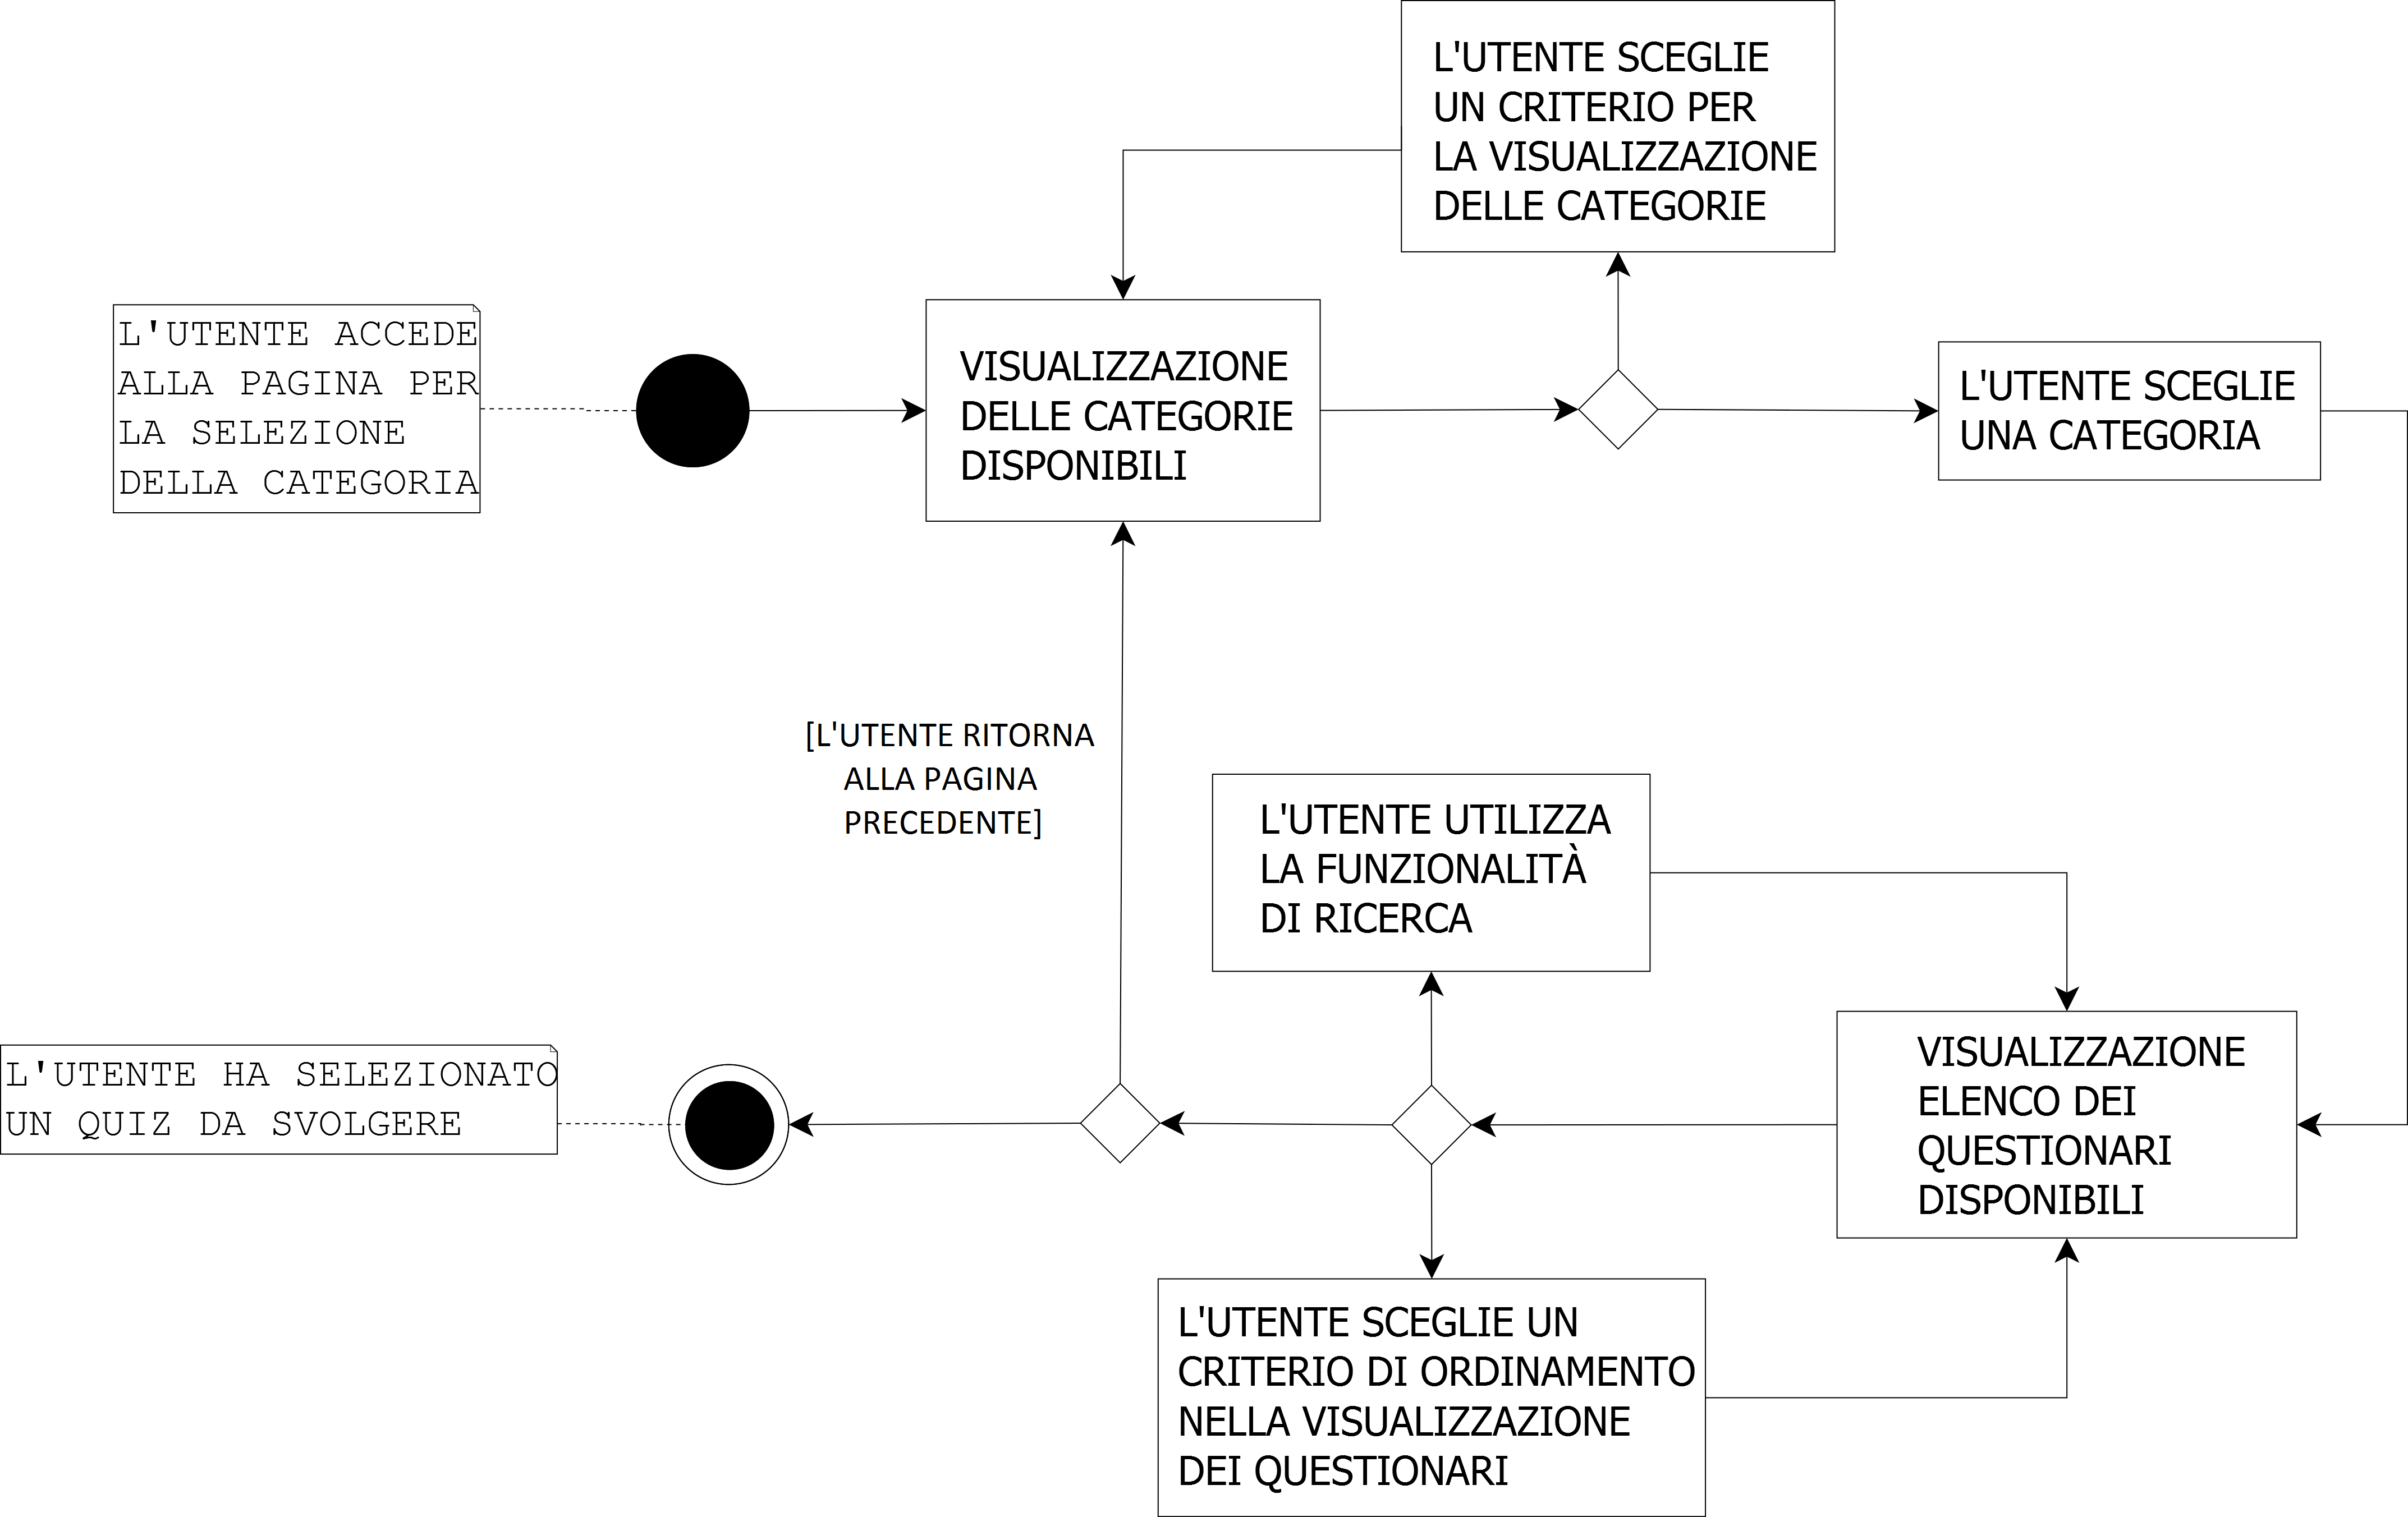 L'UTENTE SCEGLIE
UN CRITERIO PER
LA VISUALIZZAZIONE
DELLE CATEGORIE
L'UTENTE ACCEDE
ALLA PAGINA PER
LA SELEZIONE
DELLA CATEGORIA
VISUALIZZAZIONE
DELLE CATEGORIE
DISPONIBILI
L'UTENTE SCEGLIE
UNA CATEGORIA
[L'UTENTE RITORNA
ALLA PAGINA
PRECEDENTE]
L'UTENTE UTILIZZA
LA FUNZIONALITÀ
DI RICERCA
L'UTENTE HA SELEZIONATO
UN QUIZ DA SVOLGERE
VISUALIZZAZIONE
ELENCO DEI
QUESTIONARI
DISPONIBILI
L'UTENTE SCEGLIE UN
CRITERIO DI ORDINAMENTO
NELLA VISUALIZZAZIONE
DEI QUESTIONARI